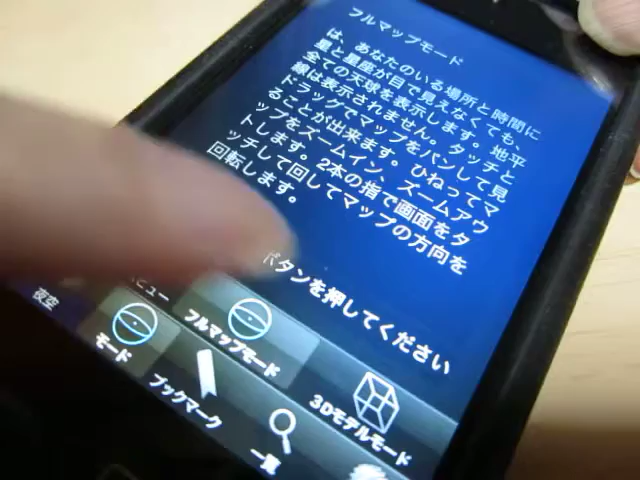 フルマップモード
は、あなたのいる場所と時間に
星と星座が目で見えなくても、
全ての天球を表示します。地平
線は表示されません。タッチと
ドラッグでマップをパンして見
ることが出来ます。ひねってマ
ップをズームイン、ズームアウ
トします。2本の指で画面をタ
ッチして回してマップの方向を
回転します。
ボタンを押してください
夜空
ビュー
フルマップモード
3Dモデルモード
モード
ブックマーク
一覧